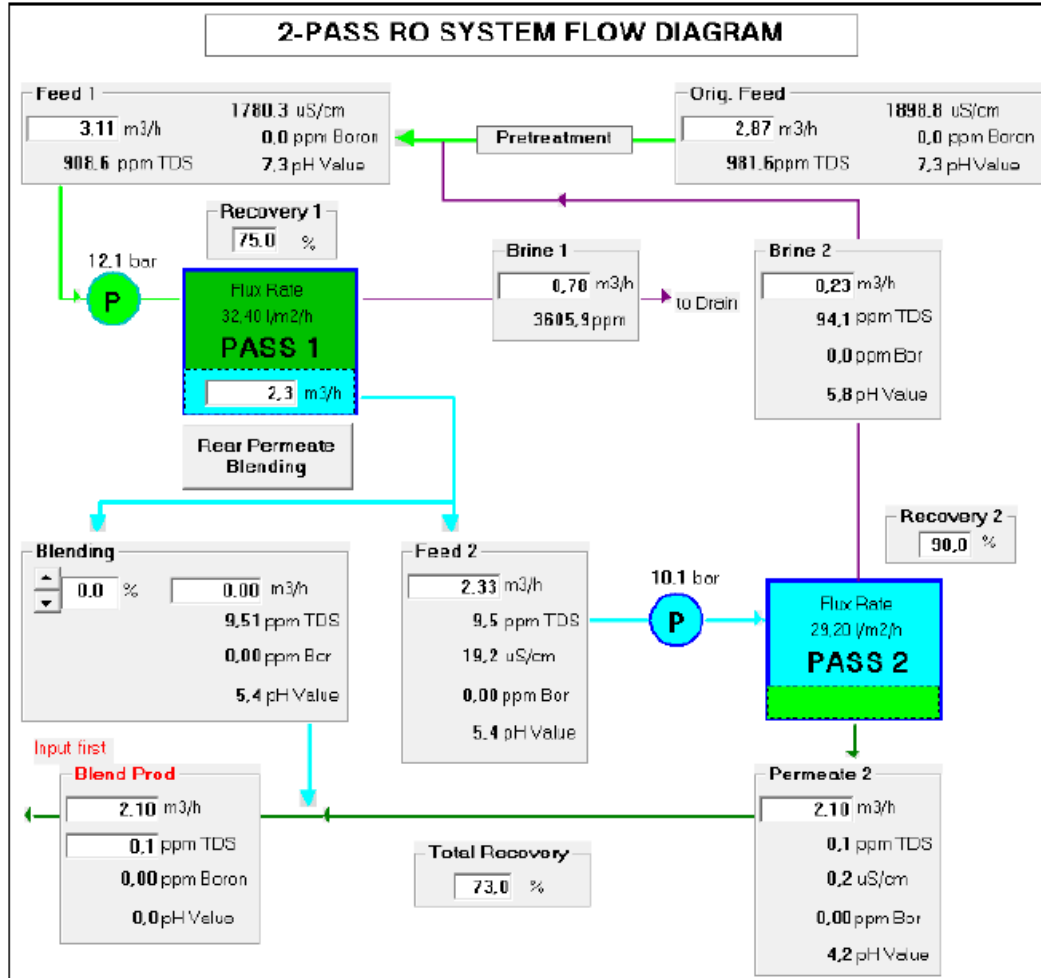 2-PASS RO SYSTEM FLOW DIAGRAM
Feed 1
1780.3 uS/cm
3.11 m3/h
0.0 ppm Boron
908.6 ppm TDS
7.3 pH Value
Pretreatment
Orig. Feed
1898.8 uS/cm
2,87 m3/h
0,0 ppm Boron
981.6ppm TDS
7,3 pH Value
Recovery 1
75.0 %
12.1 bar
P
Flux Rate
32,40 l/m2/h
PASS 1
2,3 m3/h
Brine 1
0,78 m3/h
3605,9ppm
to Drain
Brine 2
0,23 m3/h
94,1 ppm TDS
0,0 ppm Bor
5,8 pH Value
Rear Permeate
Blending
Recovery 2
90,0 %
Blending
0.0 %
0.00 m3/h
9,51 ppm TDS
0,00 ppm Bor
5,4 pH Value
Feed 2
2.33 m3/h
9,5 ppm TDS
19,2 uS/cm
0,00 ppm Bor
5.4 pH Value
10.1 bar
P
Flux Rate
29,20 l/m2/h
PASS 2
Input first
Blend Prod
2.10 m3/h
0,1 ppm TDS
0,00 ppm Boron
0,0 pH Value
Total Recovery
73,0 %
Permeate 2
2.10 m3/h
0,1 ppm TDS
0,2 uS/cm
0,00 ppm Bor
4,2 pH Value